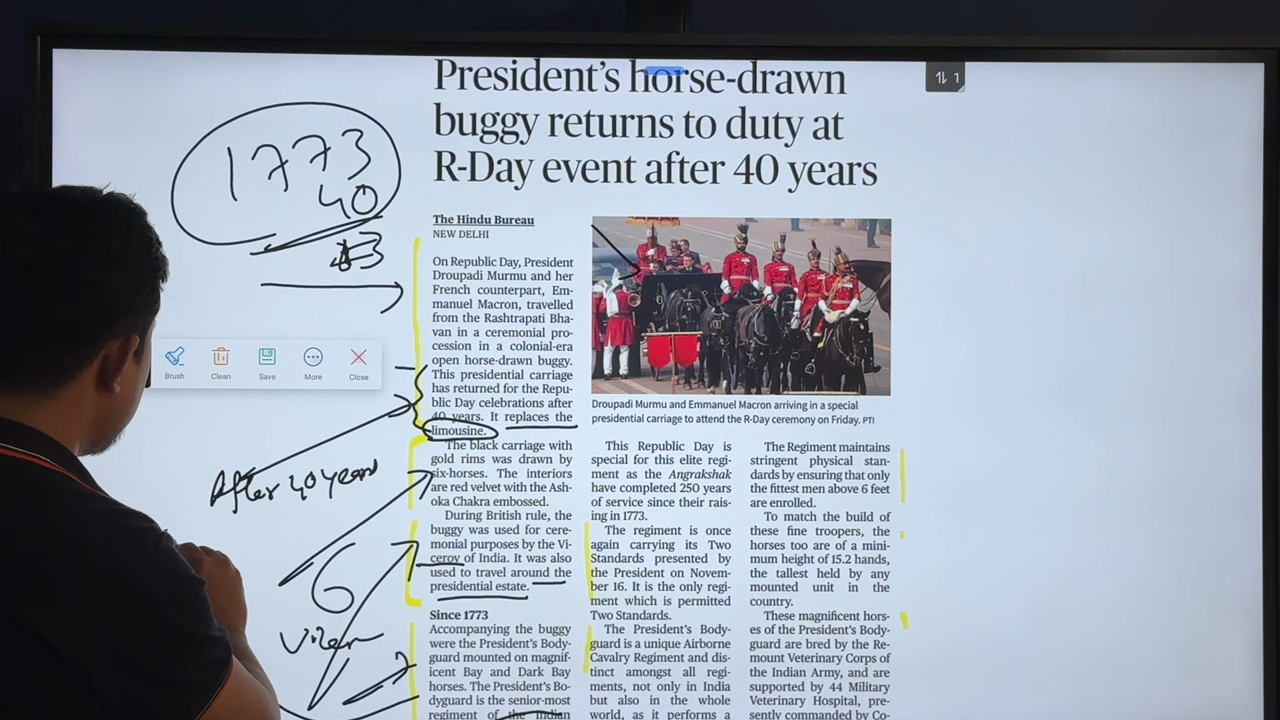 President's horse-drawn
buggy returns to duty at
R-Day event after 40 years
1
1773
40
The Hindu Bureau
NEW DELHI
On Republic Day, President
Droupadi Murmu and her
French counterpart, Em-
manuel Macron, travelled
from the Rashtrapati Bha-
van in a ceremonial pro-
cession in a colonial-era
open horse-drawn buggy.
This presidential carriage
has returned for the Repu-
blic Day celebrations after
40 years. It replaces the
limousine.
The black carriage with
gold rims was drawn by
six-horses. The interiors
are red velvet with the Ash-
oka Chakra embossed.
During British rule, the
buggy was used for cere-
monial purposes by the Vi-
ceroy of India. It was also
used to travel around the
presidential estate.
Since 1773
Accompanying the buggy
were the President's Body-
guard mounted on magnif-
icent Bay and Dark Bay
horses. The President's Bo-
dyguard is the senior-most
regiment of the Indian
Brush
Clean
Save
More
Close
After 40 years
6
Droupadi Murmu and Emmanuel Macron arriving in a special
presidential carriage to attend the R-Day ceremony on Friday. PTI
This Republic Day is
special for this elite regi-
ment as the Angrakshak
have completed 250 years
of service since their rais-
ing in 1773.
The regiment is once
again carrying its Two
Standards presented by
the President on Novem-
ber 16. It is the only regi-
ment which is permitted
Two Standards.
The President's Body-
guard is a unique Airborne
Cavalry Regiment and dis-
tinct amongst all regi-
ments, not only in India
but also in the whole
world, as it performs a
The Regiment maintains
stringent physical stan-
dards by ensuring that only
the fittest men above 6 feet
are enrolled.
To match the build of
these fine troopers, the
horses too are of a mini-
mum height of 15.2 hands,
the tallest held by any
mounted unit in the
country.
These magnificent hors-
es of the President's Body-
guard are bred by the Re-
mount Veterinary Corps of
the Indian Army, and are
supported by 44 Military
Veterinary Hospital, pre-
sently commanded by Co-